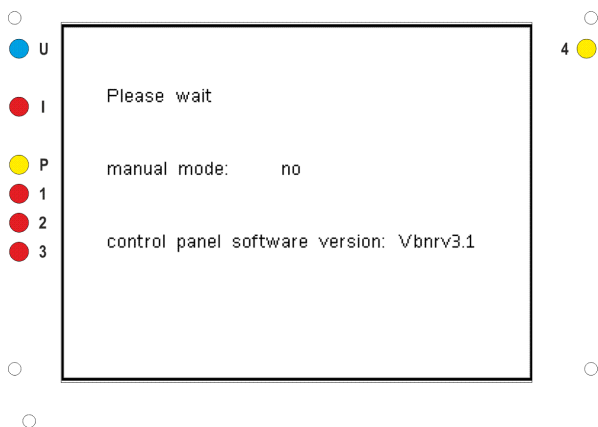 U
4
I
Please wait
P
manual mode: no
1
2
control panel software version: Vbnrv3.1
3